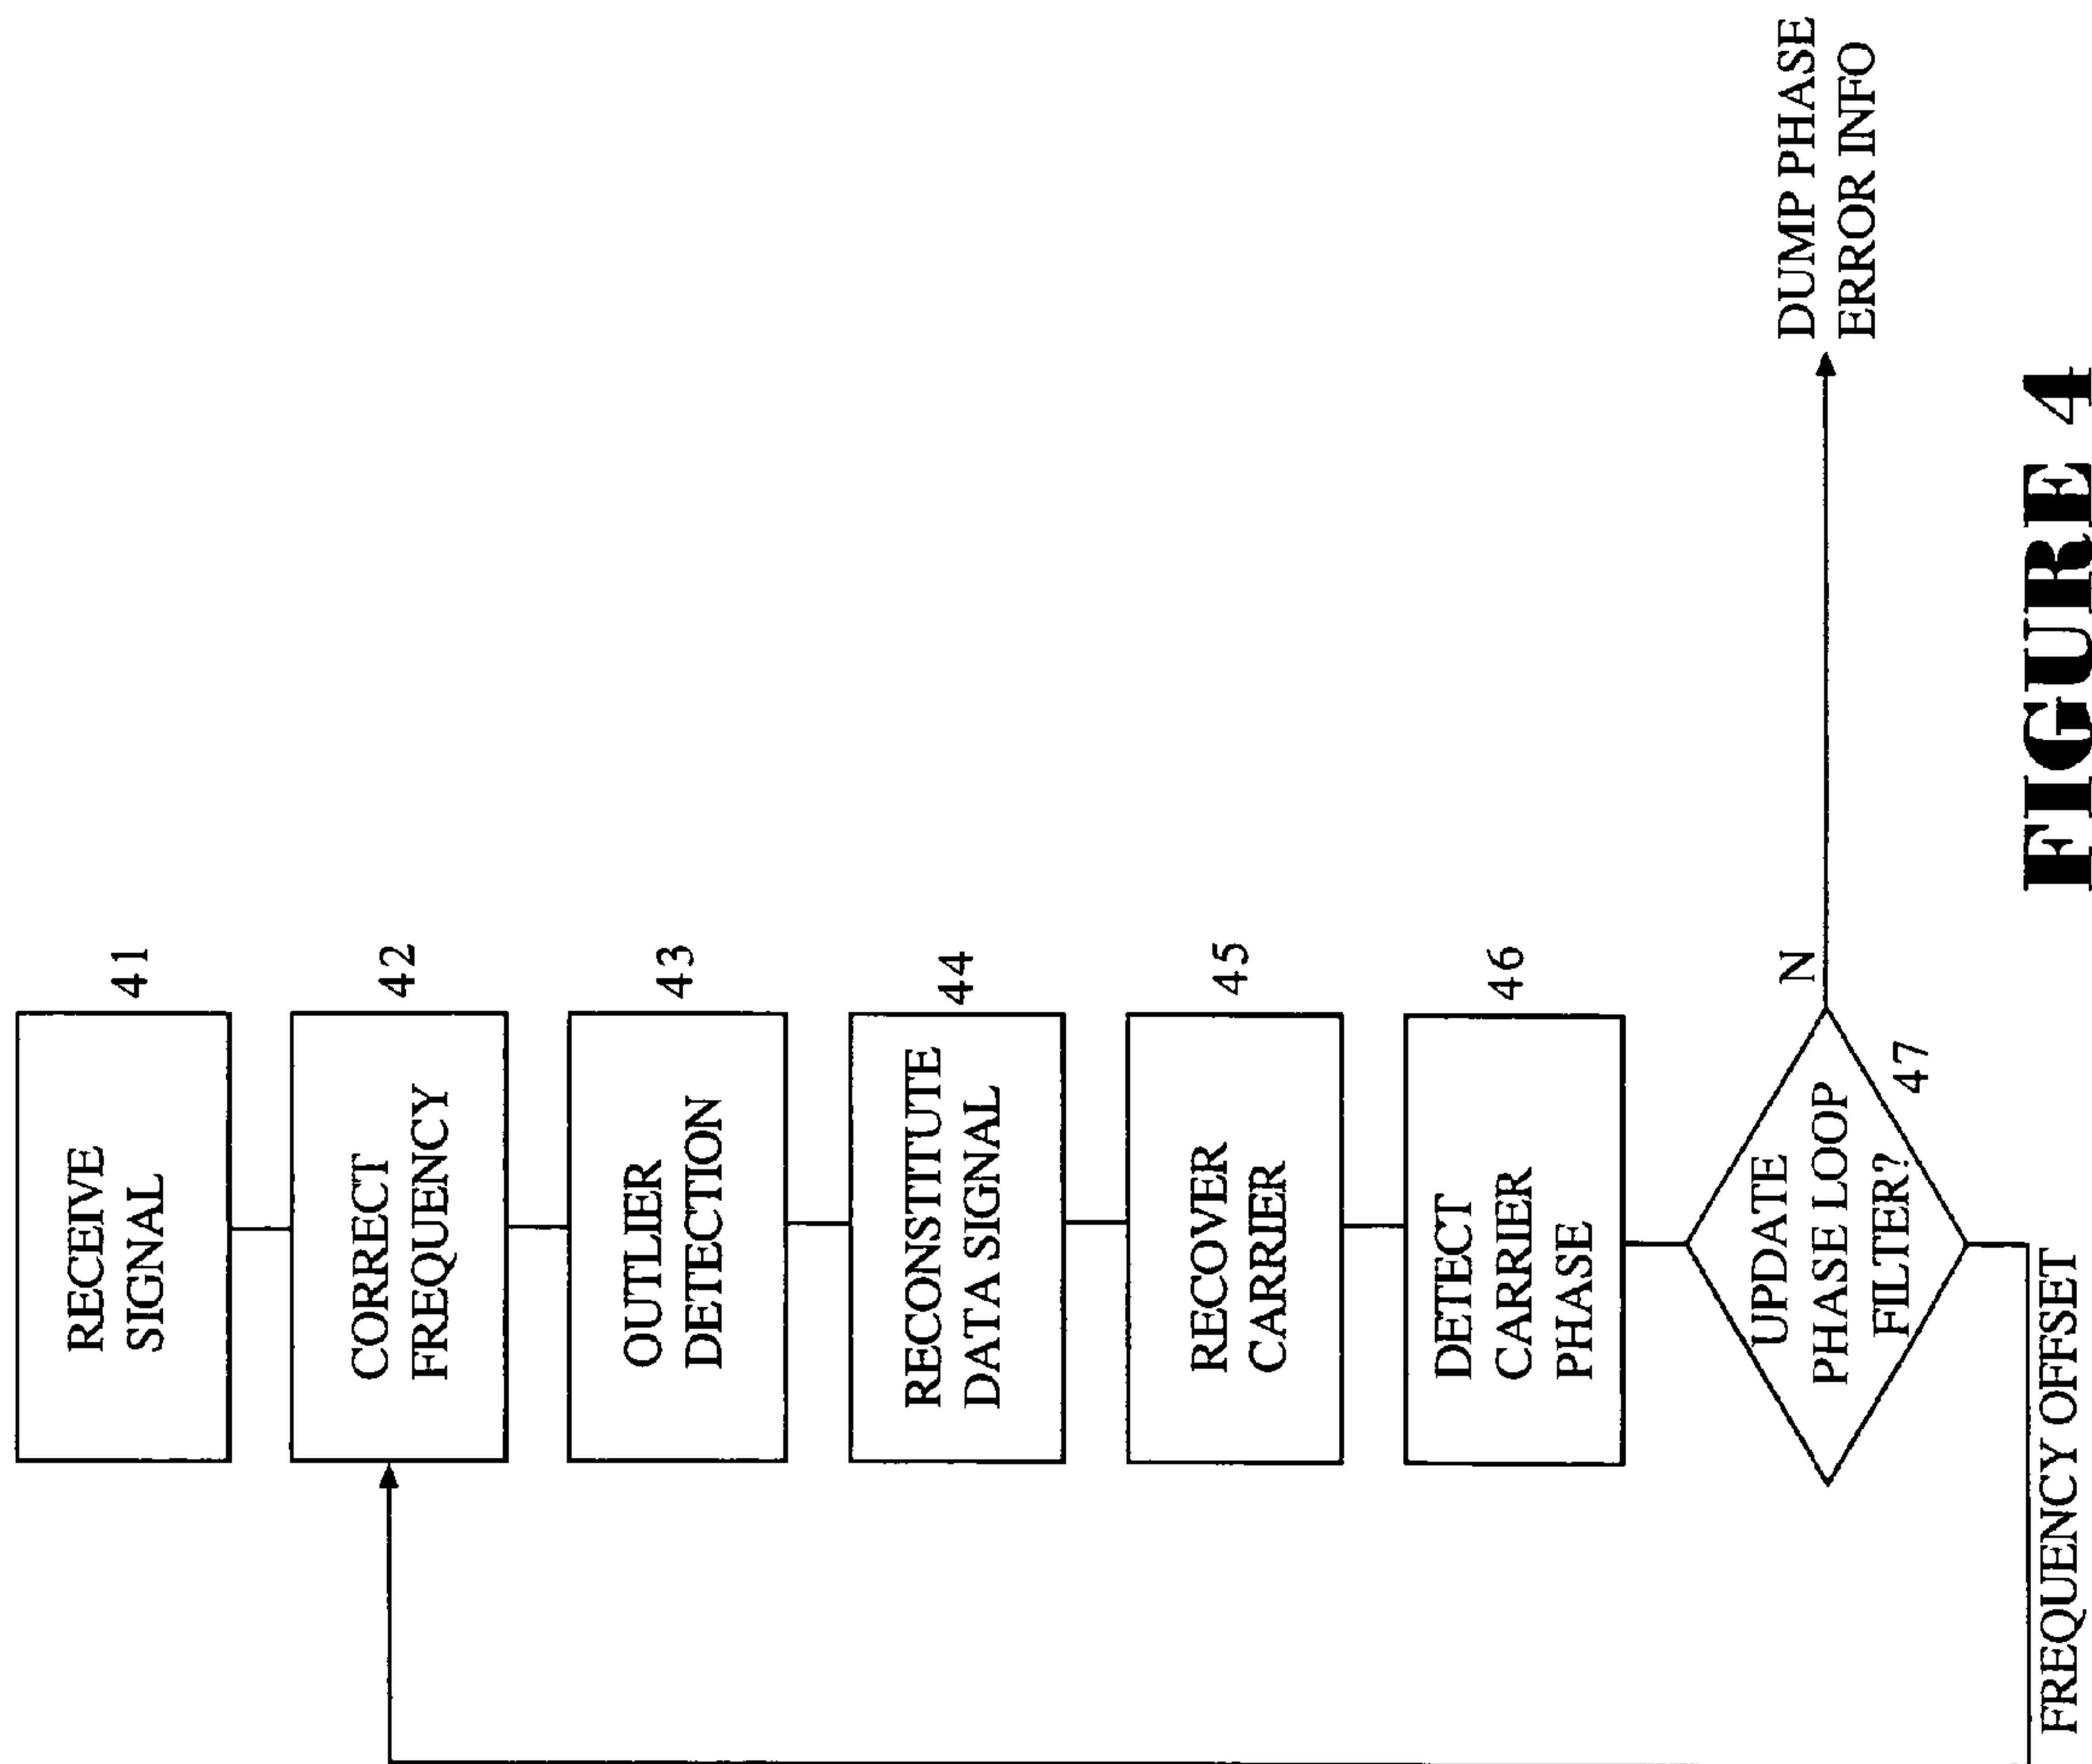 RECEIVE
SIGNAL
41
CORRECT
FREQUENCY
42
OUTLIER
DETECTION
43
RECONSTITUTE
DATA SIGNAL
44
RECOVER
CARRIER
45
DETECT
CARRIER
PHASE
46
UPDATE
PHASE LOOP
FILTER?
47
N
DUMP PHASE
ERROR INFO
FREQUENCY OFFSET
FIGURE 4